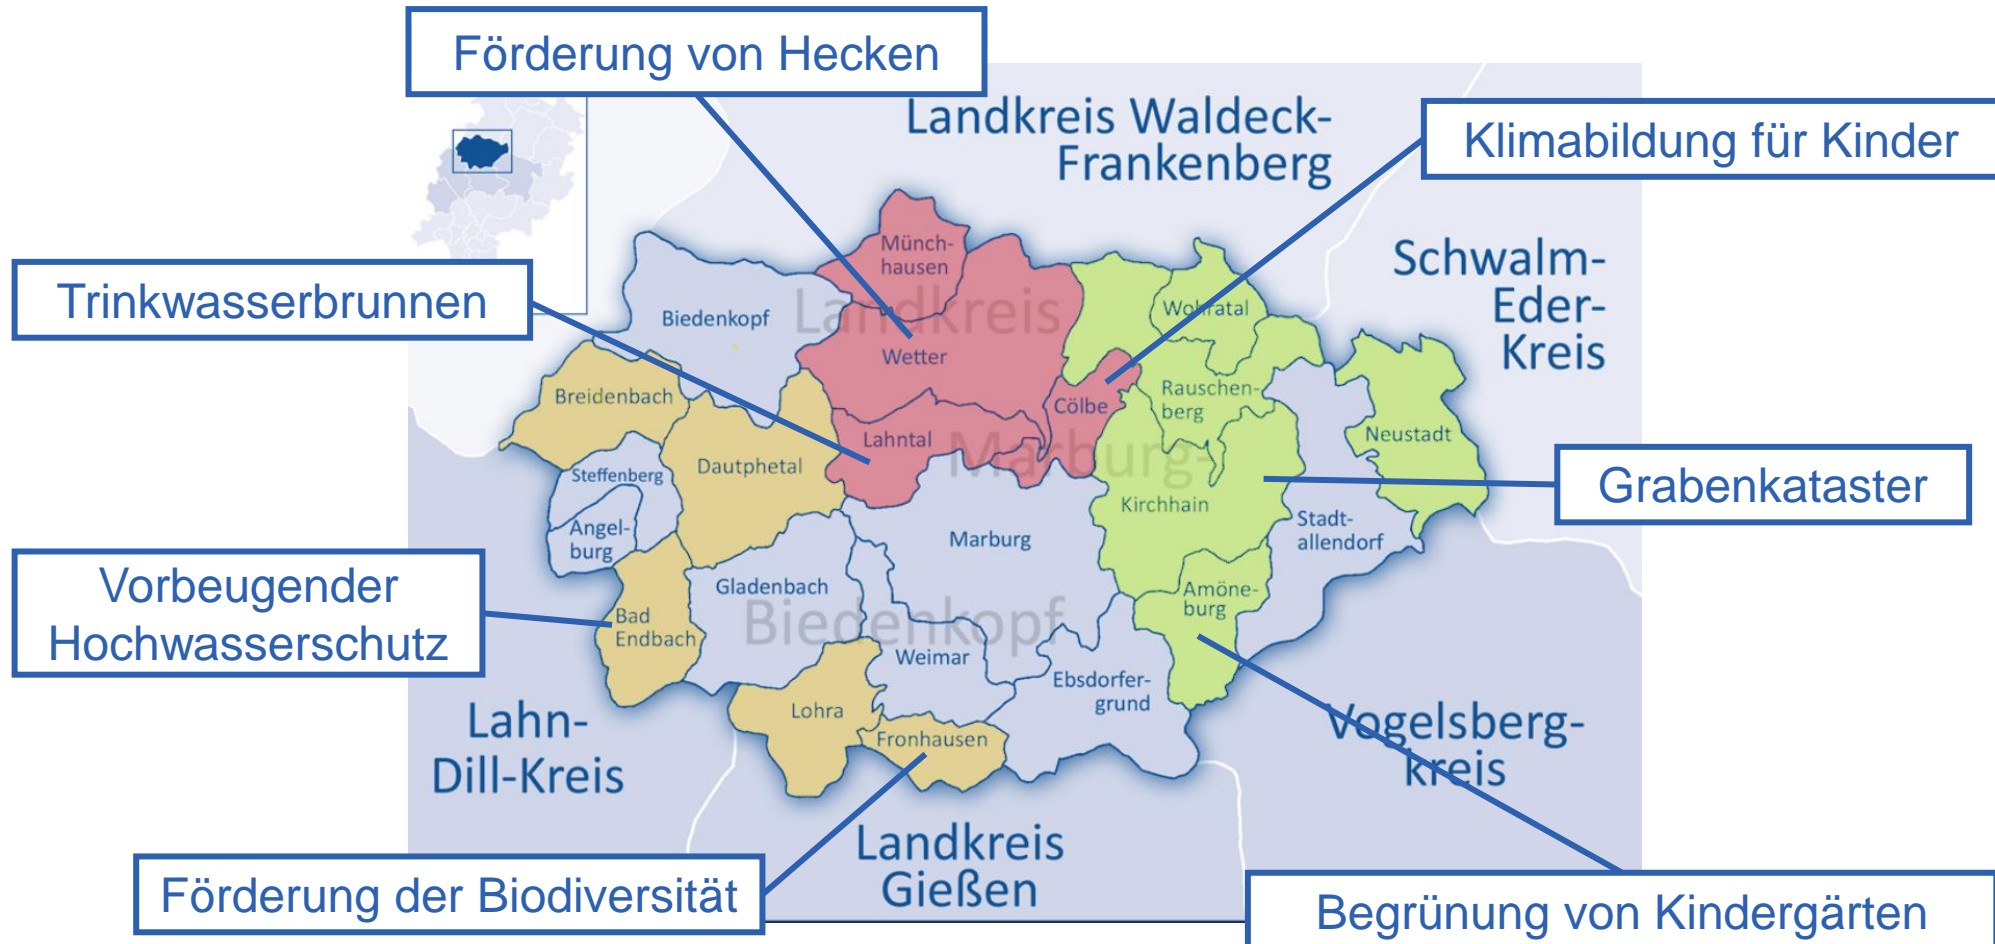 Förderung von Hecken
Landkreis Waldeck-
Frankenberg
Klimabildung für Kinder
Schwalm-
Eder-
Kreis
Trinkwasserbrunnen
Münch-
hausen
Landkreis
Marburg-
Biedenkopf
Biedenkopf
Wetter
Wohratal
Breidenbach
Lahntal
Cölbe
Rauschen-
berg
Neustadt
Steffenberg
Dautphetal
Kirchhain
Grabenkataster
Angel-
burg
Marburg
Stadt-
allendorf
Vorbeugender
Hochwasserschutz
Gladenbach
Amöne-
burg
Bad
Endbach
Weimar
Ebsdorfer-
grund
Lohra
Fronhausen
Lahn-
Dill-Kreis
Vogelsberg-
kreis
Landkreis
Gießen
Förderung der Biodiversität
Begrünung von Kindergärten